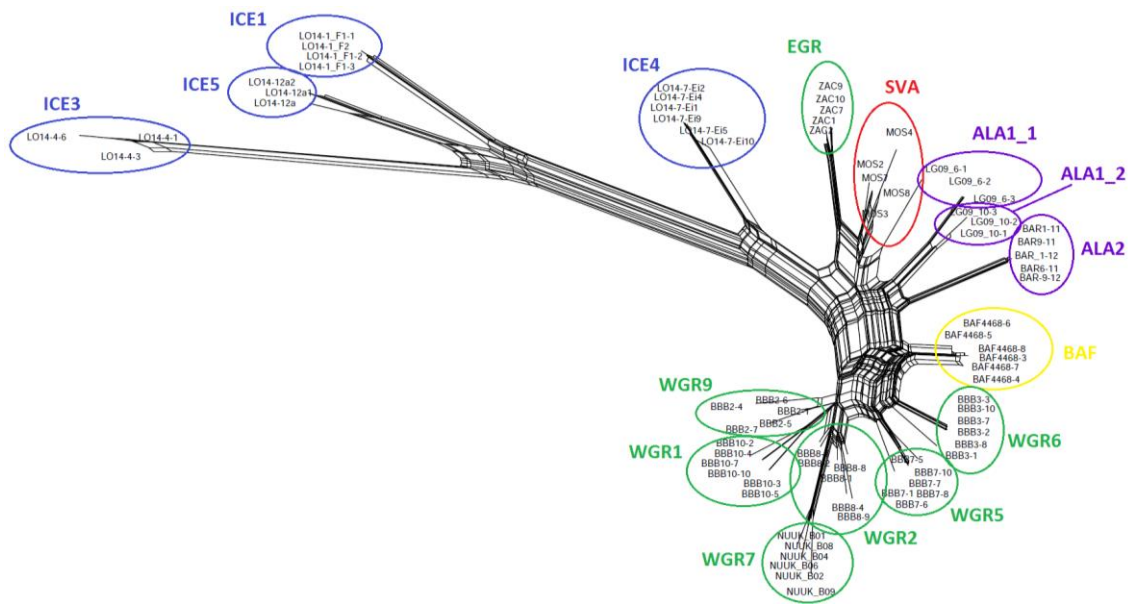 ICE1
LO14-1_F1-1
LO14-1_F2
LO14-1_F1-2
LO14-1_F1-3
ICE5
LO14-12a2
LO14-12a1
LO14-12a
ICE3
LO14-4-6
LO14-4-1
LO14-4-3
ICE4
LO14-7-Ei2
LO14-7-Ei4
LO14-7-Ei1
LO14-7-Ei9
LO14-7-Ei5
LO14-7-Ei10
EGR
ZAC9
ZAC10
ZAC7
ZAC1
SVA
MOS4
MOS2
MOS7
MOS8
MOS3
ALA1_1
LG09_6-1
LG09_6-2
LG09_6-3
ALA1_2
LG09_10-3
LG09_10-2
LG09_10-1
ALA2
BAR1-11
BAR9-11
BAR_1-12
BAR6-11
BAR-9-12
BAF
BAF4468-6
BAF4468-5
BAF4468-8
BAF4468-3
BAF4468-7
BAF4468-4
WGR6
BBB3-3
BBB3-10
BBB3-7
BBB3-2
BBB3-8
BBB3-1
WGR5
BBB7-5
BBB7-10
BBB7-7
BBB7-1
BBB7-8
BBB7-6
WGR2
BBB8-8
BBB8-1
BBB8-4
BBB8-9
WGR9
BBB2-6
BBB2-4
BBB2-1
BBB2-5
BBB2-7
WGR1
BBB10-2
BBB10-4
BBB10-7
BBB10-10
BBB10-3
BBB10-5
WGR7
NUUK_B01
NUUK_B08
NUUK_B04
NUUK_B06
NUUK_B02
NUUK_B09